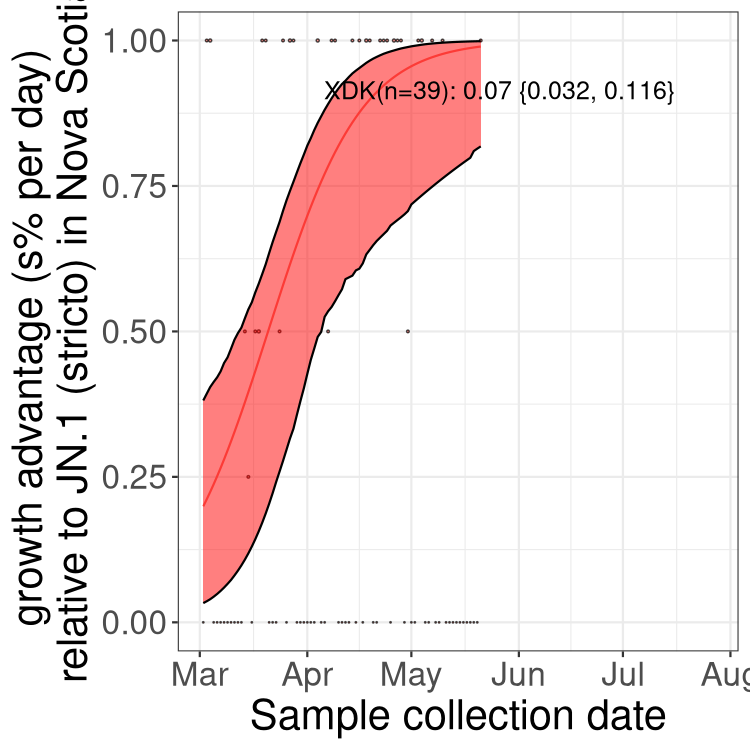 growth advantage (s% per day)
relative to JN.1 (stricto) in Nova Scotia
1.00
0.75
0.50
0.25
0.00
XDK(n=39): 0.07 {0.032, 0.116}
Mar Apr May Jun Jul Aug
Sample collection date